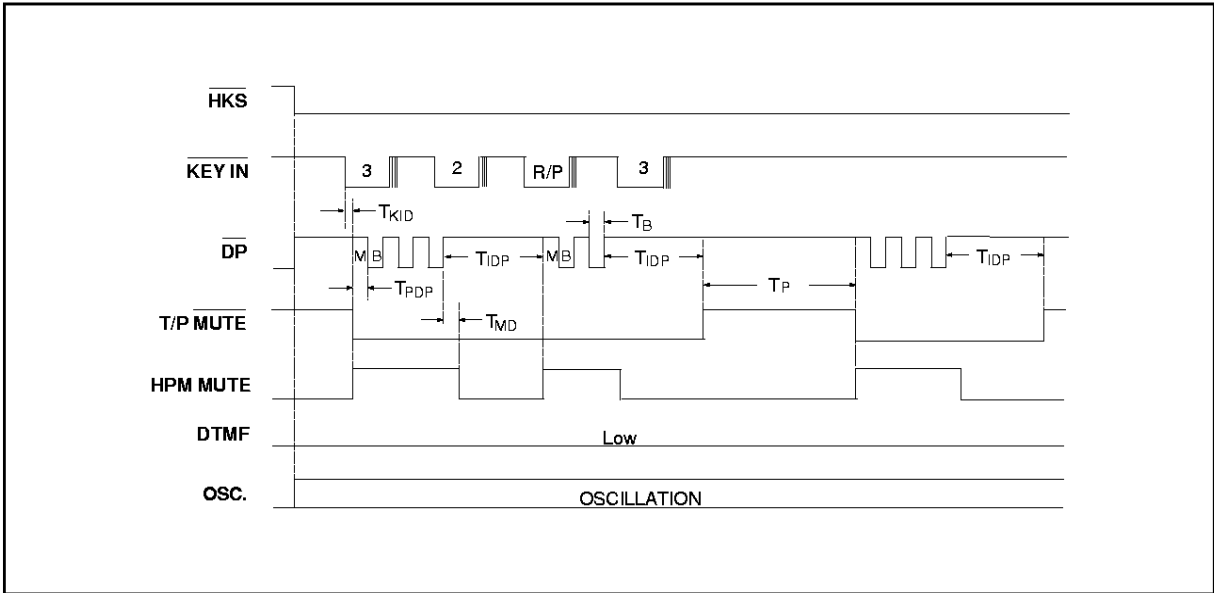 HKS
KEY IN
3 2 R/P 3
TKID
TB
DP
M B TIDP M B TIDP TIDP
TPDP
TP
T/P MUTE
TMD
HPM MUTE
DTMF
Low
OSC.
OSCILLATION